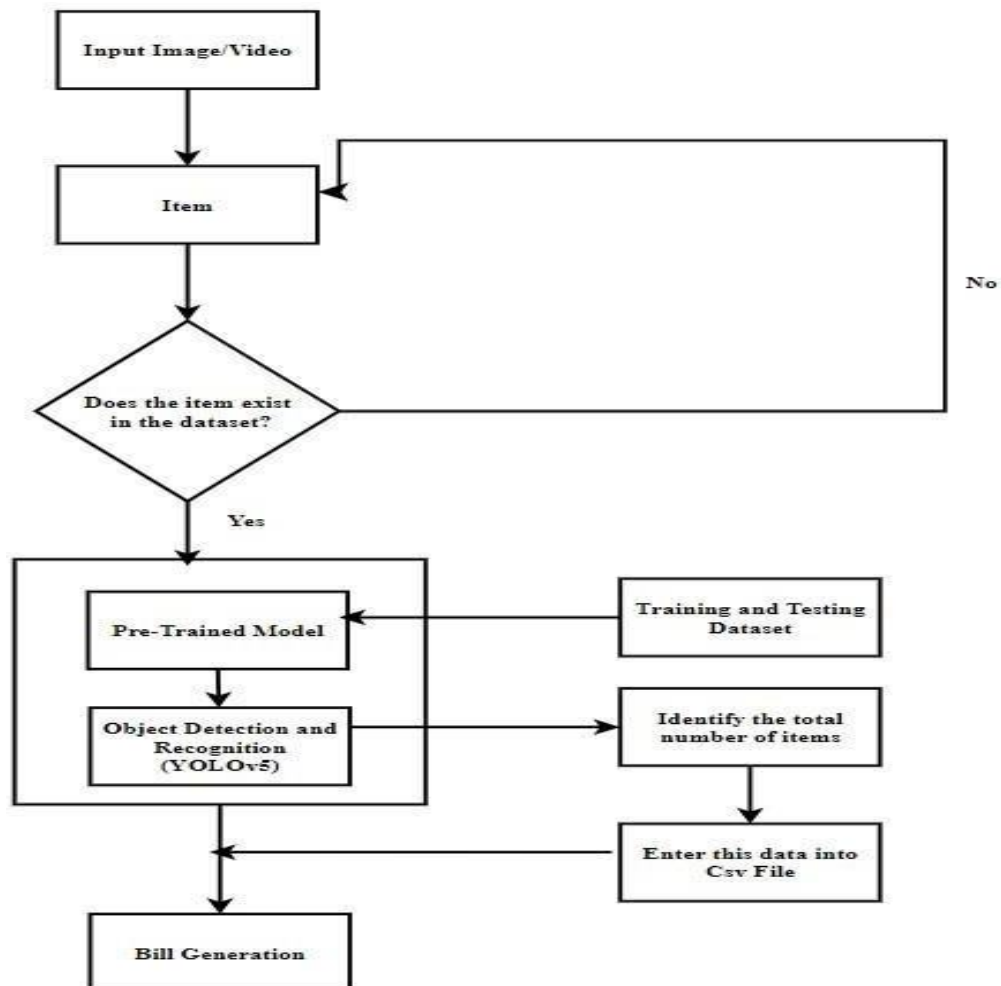 Input Image/Video
Item
No
Does the item exist
in the dataset?
Yes
Pre-Trained Model
Training and Testing
Dataset
Object Detection and
Recognition
(YOLOv5)
Identify the total
number of items
Enter this data into
Csv File
Bill Generation